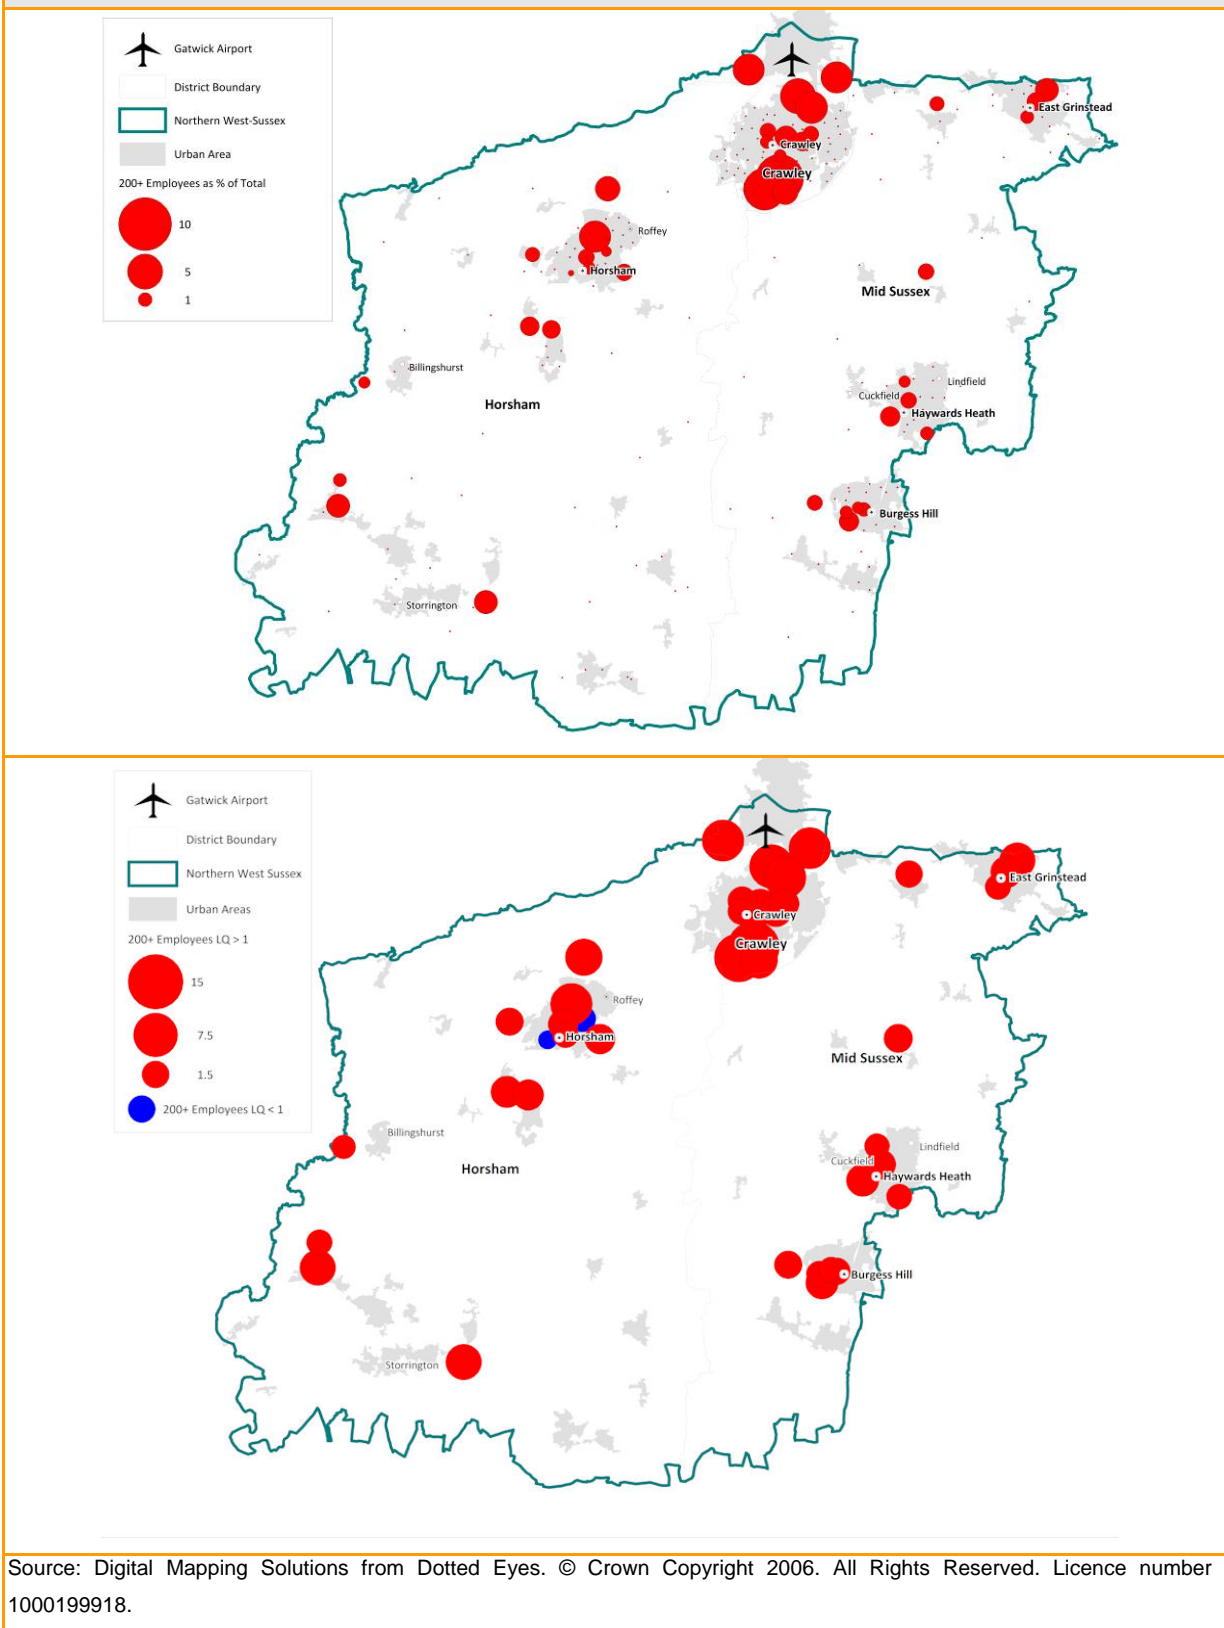 Gatwick Airport
District Boundary
Northern West-Sussex
Urban Area
200+ Employees as % of Total
10
5
1
East Grinstead
Crawley
Crawley
Roffey
Horsham
Mid Sussex
Billingshurst
Lindfield
Cuckfield
Haywards Heath
Horsham
Burgess Hill
Storrington
Gatwick Airport
District Boundary
Northern West Sussex
Urban Areas
200+ Employees LQ > 1
15
7.5
1.5
200+ Employees LQ < 1
East Grinstead
Crawley
Crawley
Roffey
Horsham
Mid Sussex
Billingshurst
Lindfield
Cuckfield
Horsham
Haywards Heath
Burgess Hill
Storrington
Source: Digital Mapping Solutions from Dotted Eyes. © Crown Copyright 2006. All Rights Reserved. Licence number
1000199918.